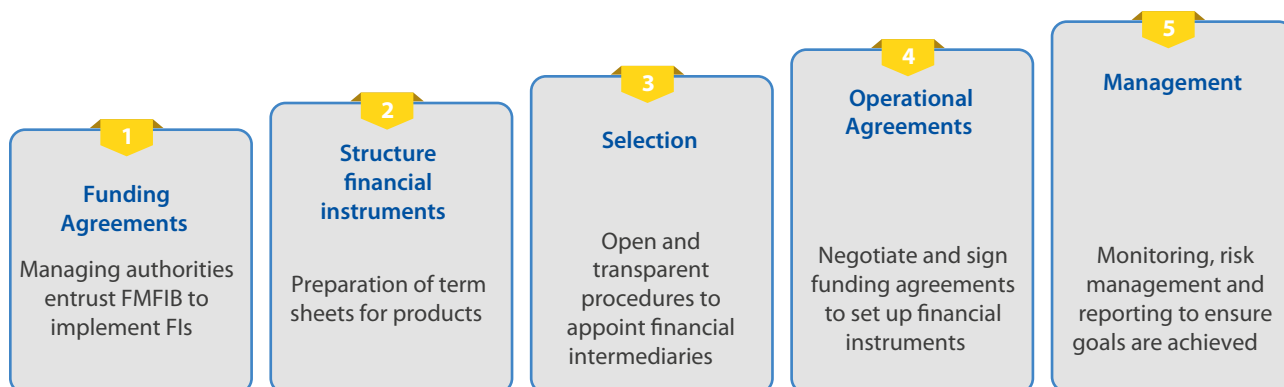 1
Funding
Agreements
Managing authorities
entrust FMFIB to
implement FIs
2
Structure
financial
instruments
Preparation of term
sheets for products
3
Selection
Open and
transparent
procedures to
appoint financial
intermediaries
4
Operational
Agreements
Negotiate and sign
funding agreements
to set up financial
instruments
5
Management
Monitoring, risk
management and
reporting to ensure
goals are achieved